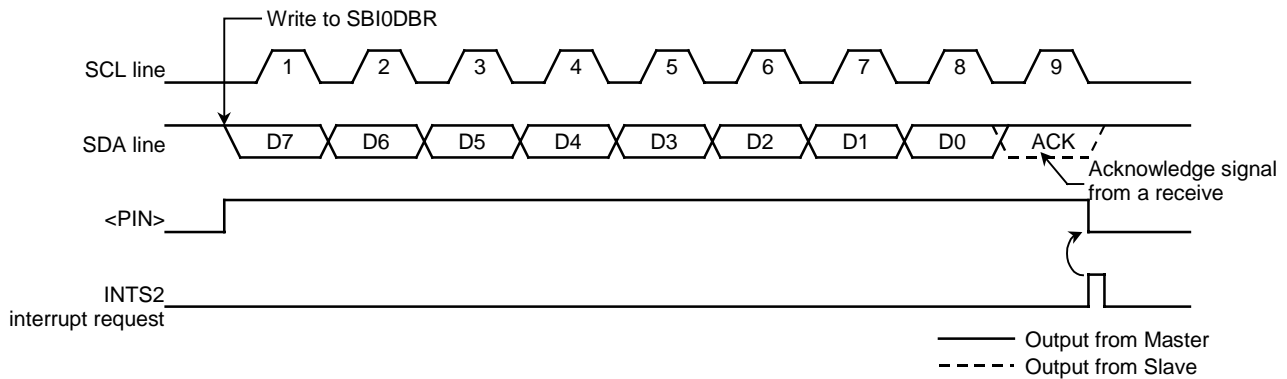 Write to SBI0DBR
SCL line
1 2 3 4 5 6 7 8 9
SDA line
D7 D6 D5 D4 D3 D2 D1 D0 ACK
Acknowledge signal
from a receive
<PIN>
INTS2
interrupt request
Output from Master
Output from Slave